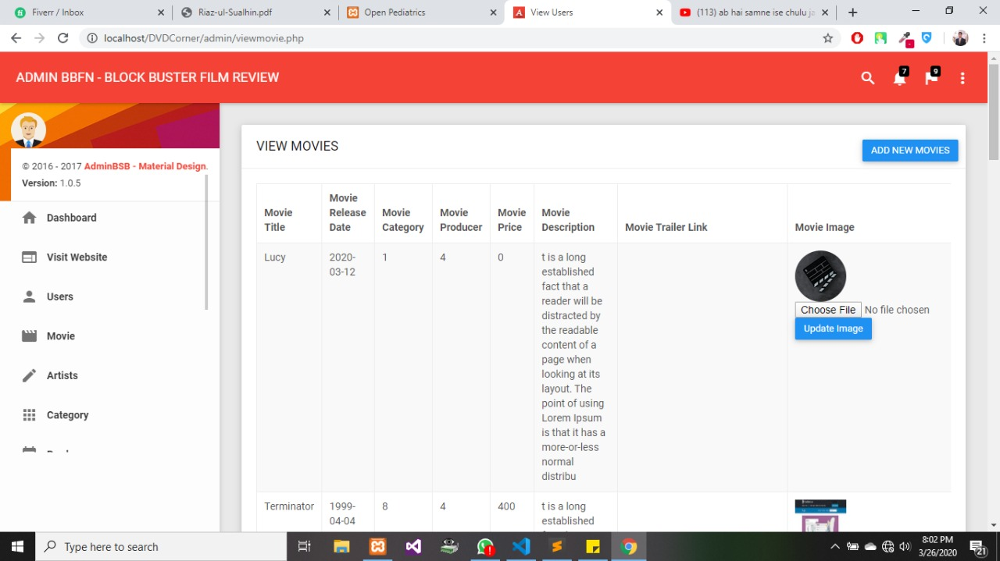 Fiverr / Inbox
Riaz-ul-Sualhin.pdf
Open Pediatrics
View Users
(113) ab hai samne ise chulu ja
localhost/DVDCorner/admin/viewmovie.php
ADMIN BBFN - BLOCK BUSTER FILM REVIEW
7
9
© 2016 - 2017 AdminBSB - Material Design.
Version: 1.0.5
Dashboard
Visit Website
Users
Movie
Artists
Category
VIEW MOVIES
ADD NEW MOVIES
Movie Title
Movie Release Date
Movie Category
Movie Producer
Movie Price
Movie Description
Movie Trailer Link
Movie Image
Lucy
2020-
03-12
1
4
0
t is a long
established
fact that a
reader will be
distracted by
the readable
content of a
page when
looking at its
layout. The
point of using
Lorem Ipsum
is that it has a
more-or-less
normal
distribu
Choose File No file chosen
Update Image
Terminator
1999-
04-04
8
4
400
t is a long
established
Type here to search
8:02 PM
3/26/2020
21